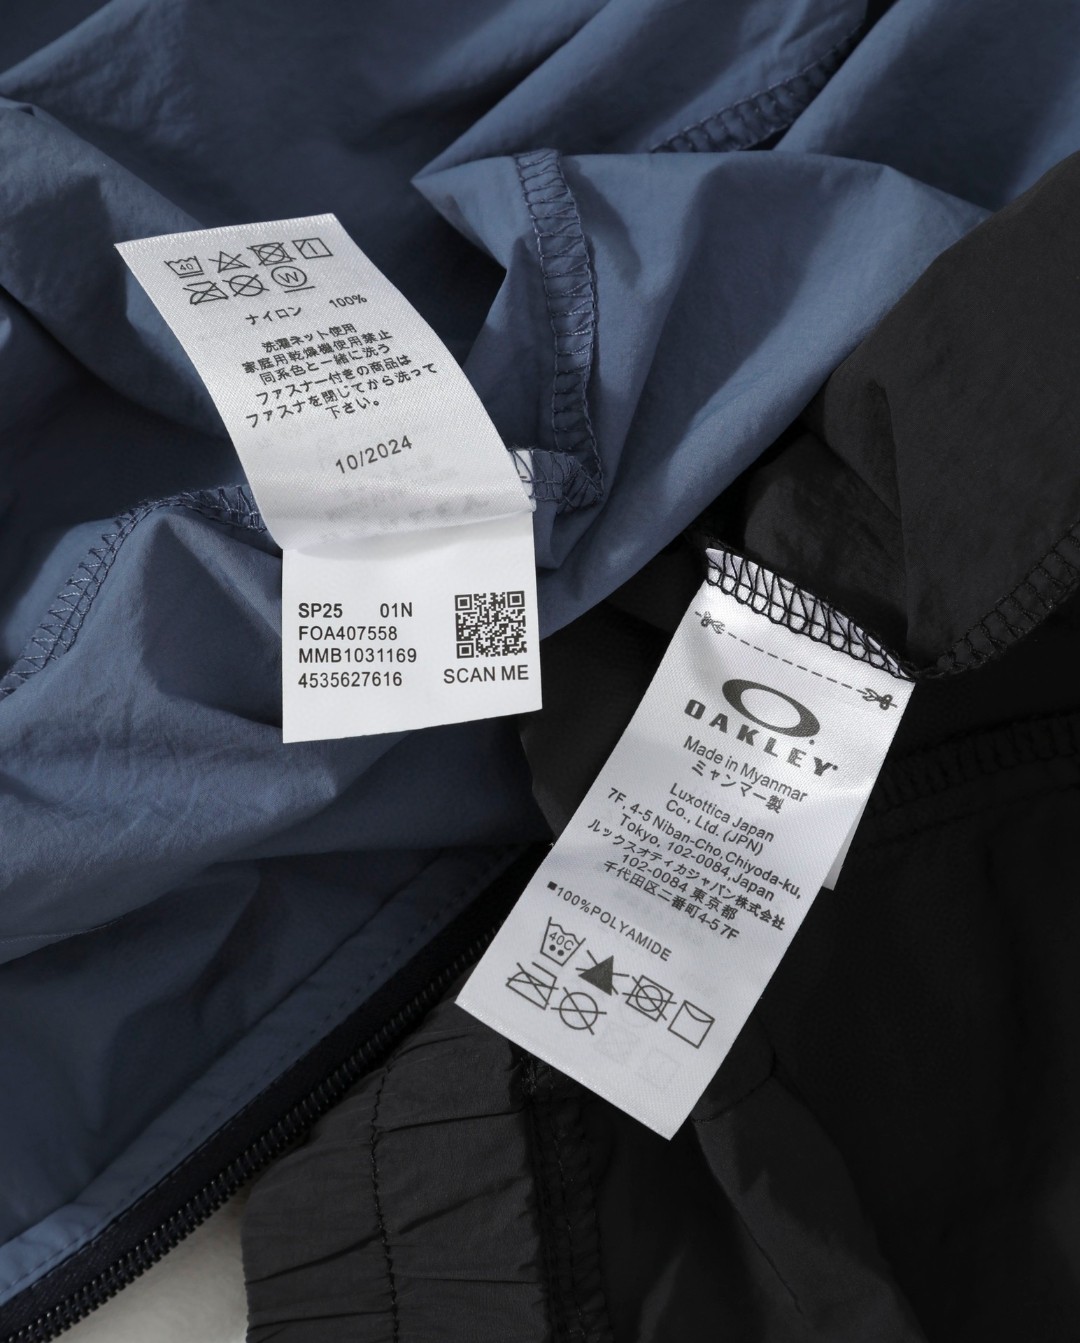 40
W
ナイロン 100%
洗濯ネット使用
家庭用乾燥機使用禁止
同系色と一緒に洗う
ファスナー付きの商品は
ファスナを閉じてから洗って
下さい。
10/2024
SP25 01N
FOA407558
MMB1031169
4535627616
SCAN ME
OAKLEY
Made in Myanmar
ミャンマー製
Luxottica Japan
Co., Ltd. (JPN)
7F, 4-5 Niban-Cho,Chiyoda-ku,
Tokyo, 102-0084,Japan
ルックスオティカジャパン株式会社
102-0084 東京都
千代田区二番町4-5 7F
■100%POLYAMIDE
40C